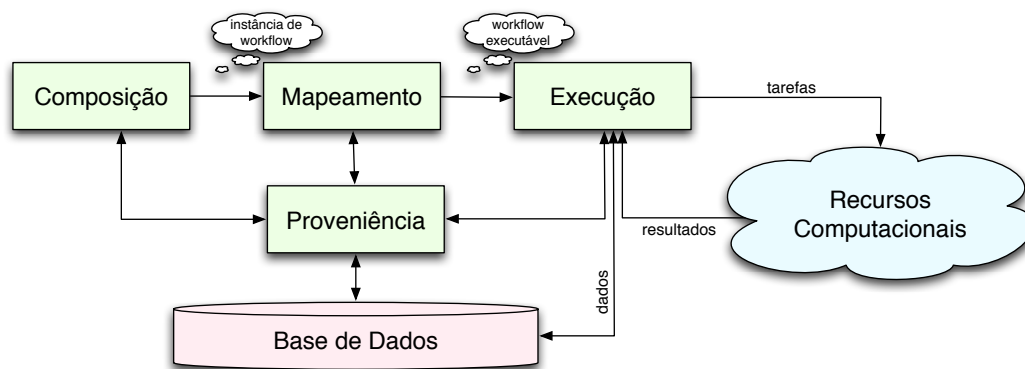 instância de
workflow
workflow
executável
Composição
Mapeamento
Execução
tarefas
Recursos
Computacionais
Proveniência
resultados
dados
Base de Dados